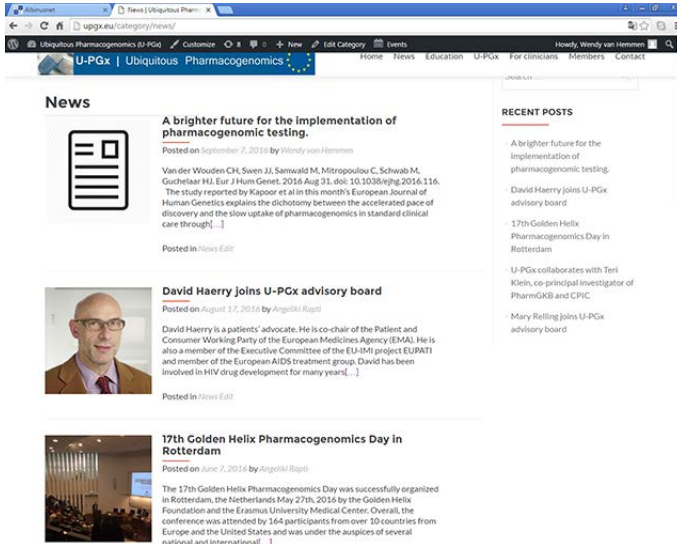 Albinusnet
News | Ubiquitous Pharm
upgx.eu/category/news/
Ubiquitous Pharmacogenomics (U-PGx) Customize 8 0 + New Edit Category Events Howdy, Wendy van Hemmen
U-PGx | Ubiquitous Pharmacogenomics
Home News Education U-PGx For clinicians Members Contact
Search ...
News
A brighter future for the implementation of
pharmacogenomic testing.
Posted on September 7, 2016 by Wendy van Hemmen
Van der Wouden CH, Swen JJ, Samwald M, Mitropoulou C, Schwab M,
Guchelaar HJ. Eur J Hum Genet. 2016 Aug 31. doi: 10.1038/ejhg.2016.116.
The study reported by Kapoor et al in this month's European Journal of
Human Genetics explains the dichotomy between the accelerated pace of
discovery and the slow uptake of pharmacogenomics in standard clinical
care through[...]
Posted in News Edit
David Haerry joins U-PGx advisory board
Posted on August 17, 2016 by Angeliki Rapti
David Haerry is a patients' advocate. He is co-chair of the Patient and
Consumer Working Party of the European Medicines Agency (EMA). He is
also a member of the Executive Committee of the EU-IMI project EUPATI
and member of the European AIDS treatment group. David has been
involved in HIV drug development for many years[...]
Posted in News Edit
17th Golden Helix Pharmacogenomics Day in
Rotterdam
Posted on June 7, 2016 by Angeliki Rapti
The 17th Golden Helix Pharmacogenomics Day was successfully organized
in Rotterdam, the Netherlands May 27th, 2016 by the Golden Helix
Foundation and the Erasmus University Medical Center. Overall, the
conference was attended by 164 participants from over 10 countries from
Europe and the United States and was under the auspices of several
national and international[...]
RECENT POSTS
A brighter future for the
implementation of
pharmacogenomic testing.
David Haerry joins U-PGx
advisory board
17th Golden Helix
Pharmacogenomics Day in
Rotterdam
U-PGx collaborates with Teri
Klein, co-principal investigator of
PharmGKB and CPIC
Mary Relling joins U-PGx
advisory board